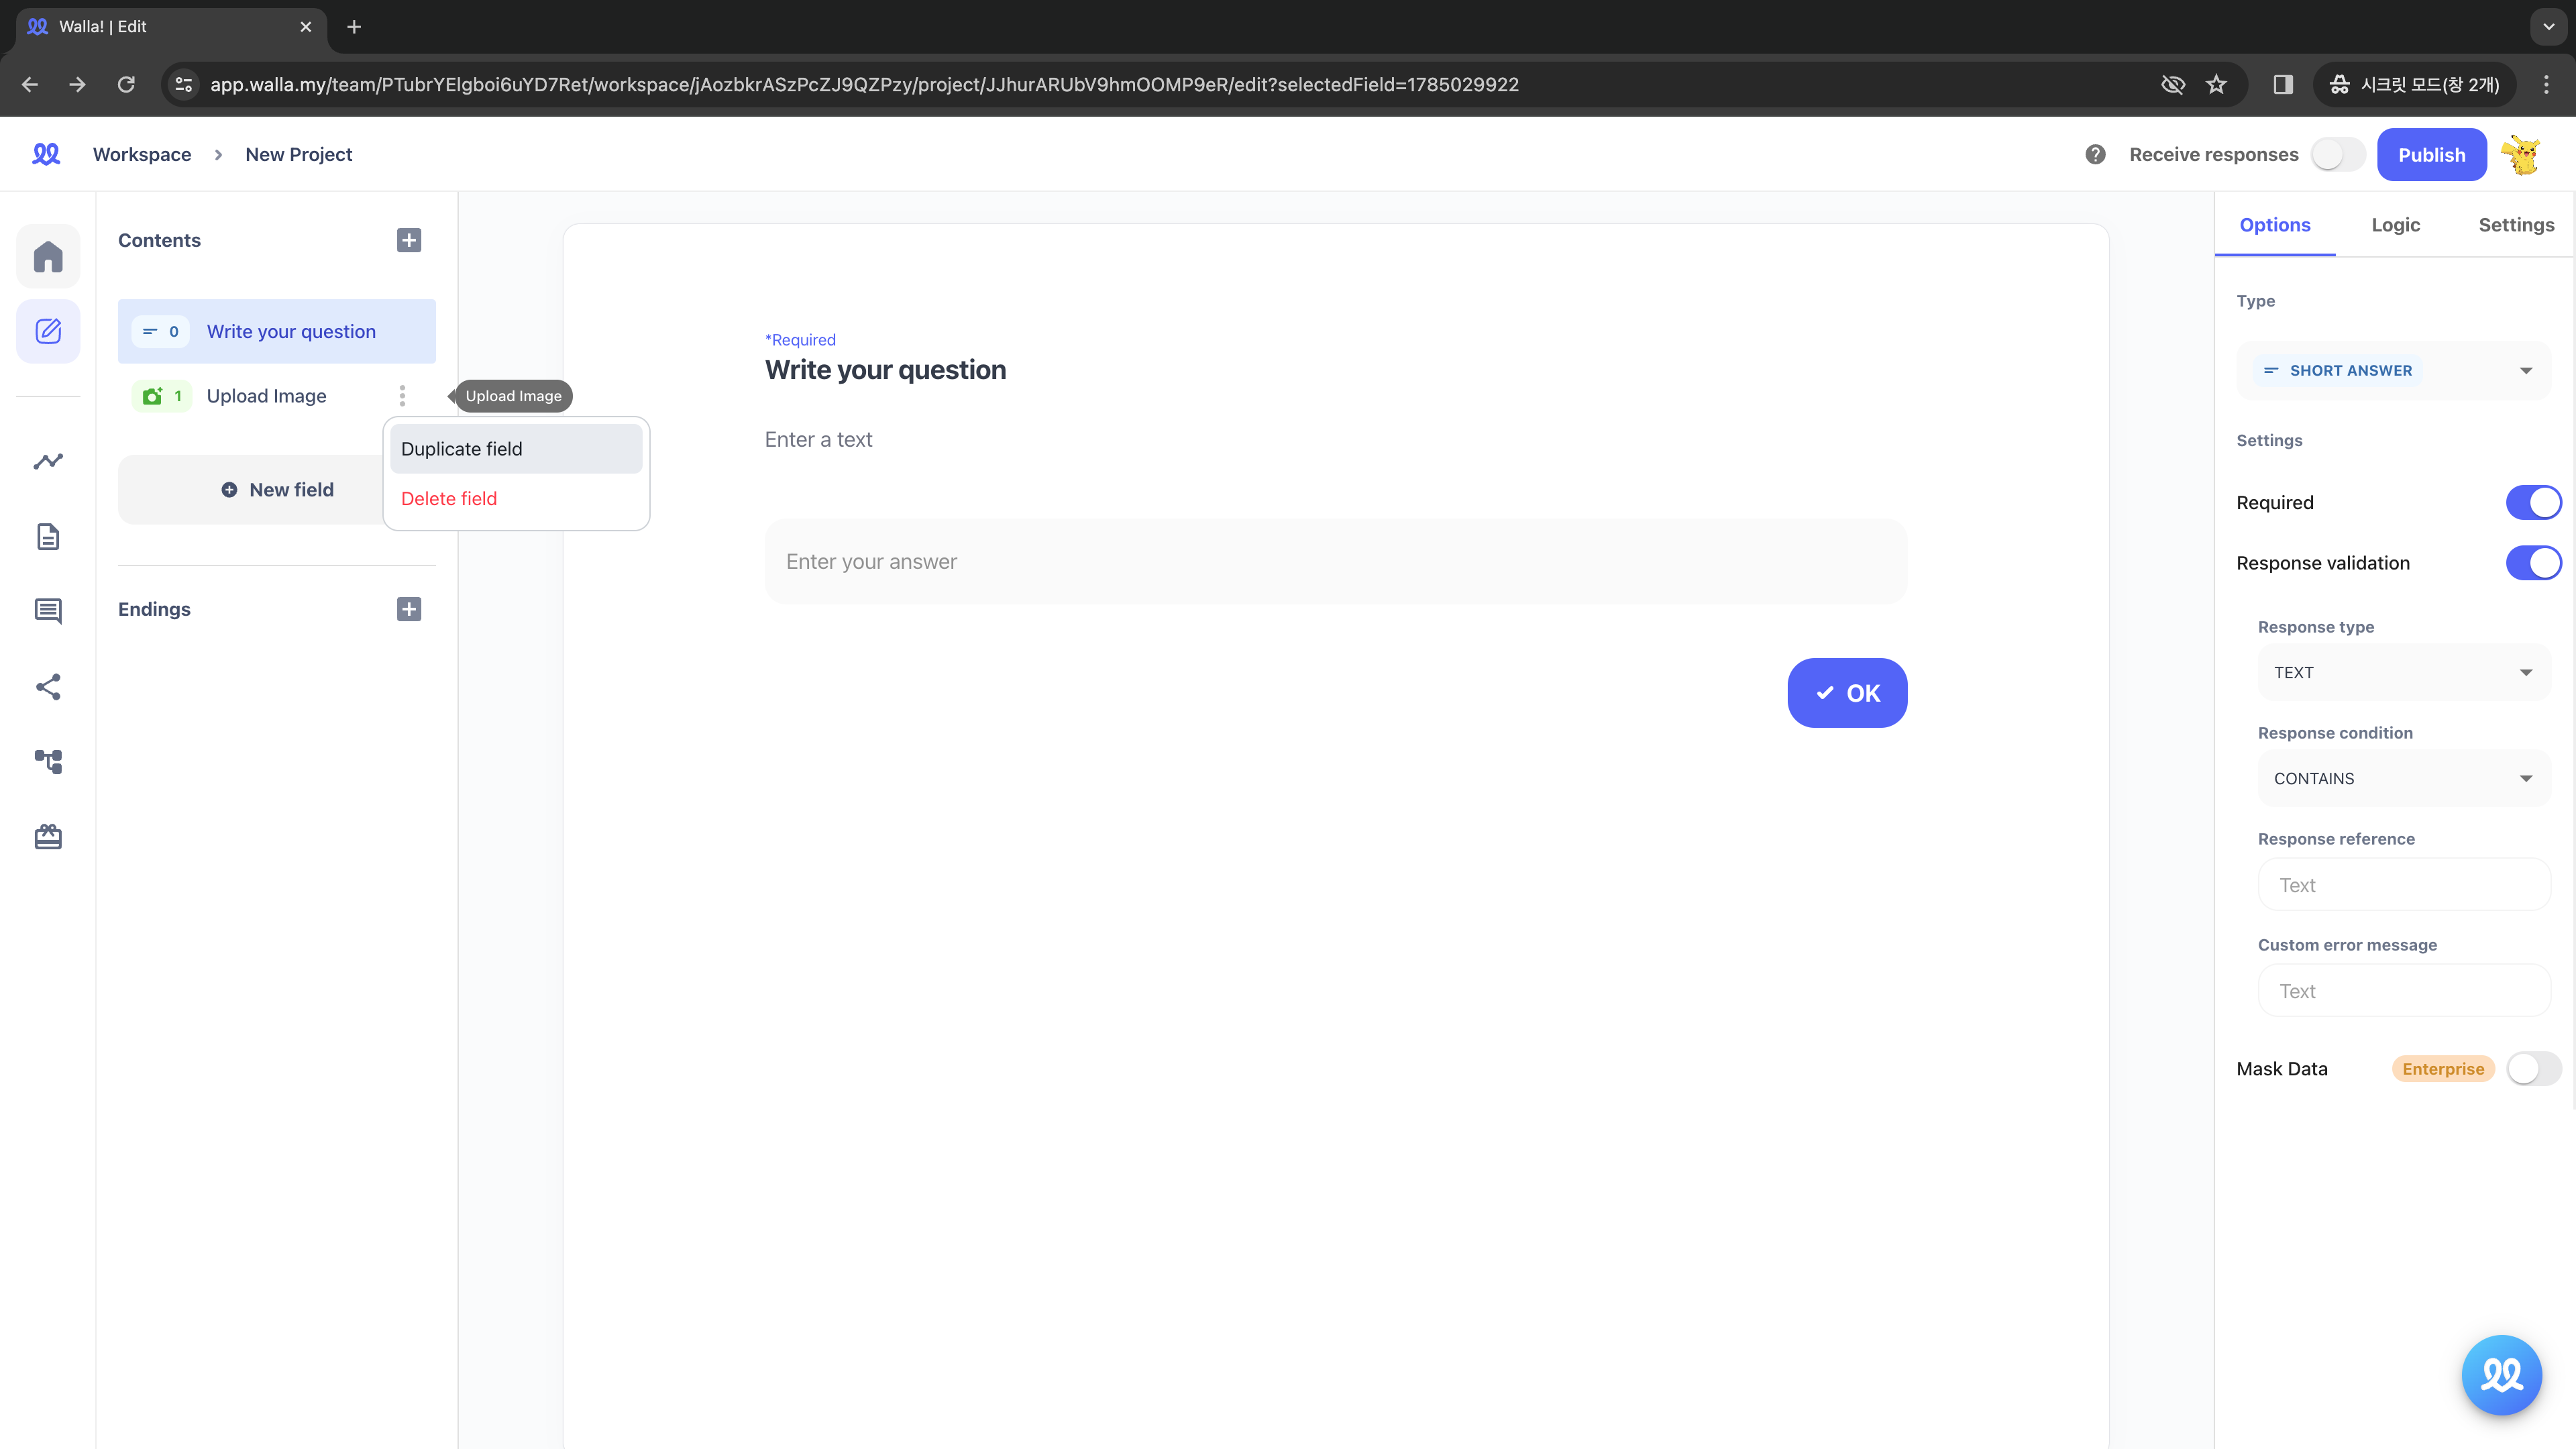 Walla! | Edit
app.walla.my/team/PTubrYElgboi6uYD7Ret/workspace/jAozbkrASzPcZJ9QZPzy/project/JJhurARUbV9hmOOMP9eR/edit?selectedField=1785029922
시크릿 모드(창 2개)
Workspace
New Project
Receive responses
Publish
Contents
0 Write your question
1 Upload Image
Upload Image
Duplicate field
Delete field
New field
Endings
*Required
Write your question
Enter a text
Enter your answer
OK
Options
Logic
Settings
Type
SHORT ANSWER
Settings
Required
Response validation
Response type
TEXT
Response condition
CONTAINS
Response reference
Text
Custom error message
Text
Mask Data
Enterprise